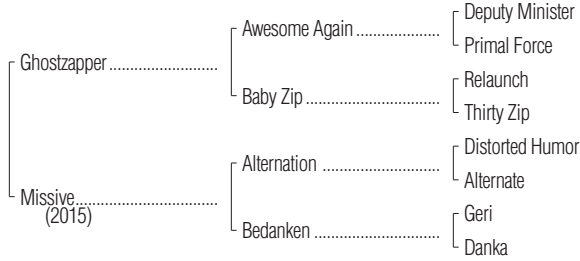 Deputy Minister
Awesome Again ....................
Primal Force
Ghostzapper ..........................
Relaunch
Baby Zip ................................
Thirty Zip
Distorted Humor
Alternation ............................
Alternate
Missive..................................
(2015)
Geri
Bedanken ..............................
Danka